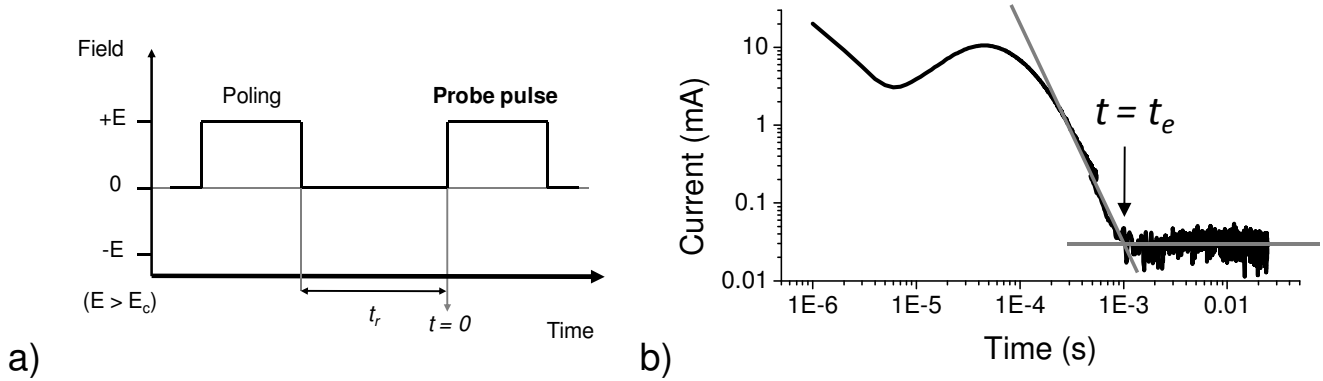 Field
+E
0
-E
(E > Ec)
Poling
Probe pulse
tr
t = 0
Time
a)
Current (mA)
10
1
0.1
0.01
t = te
1E-6
1E-5
1E-4
1E-3
0.01
Time (s)
b)